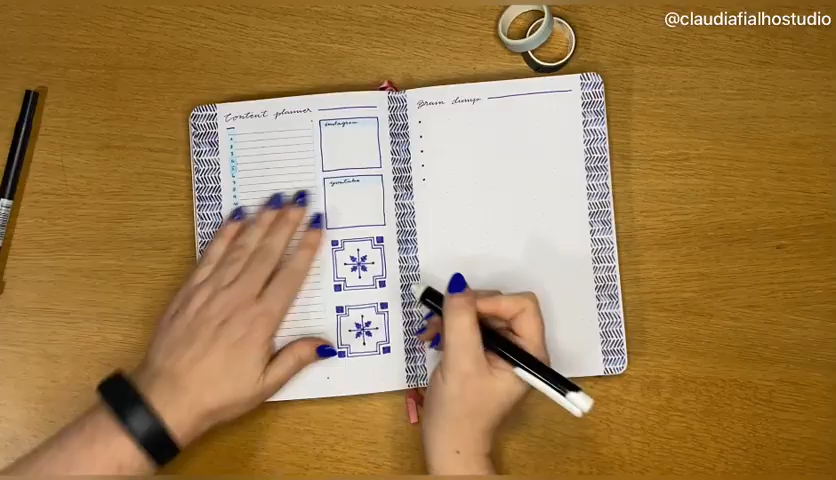 @claudiafialhostudio
Content planner
Brain dump
instagram
youtube